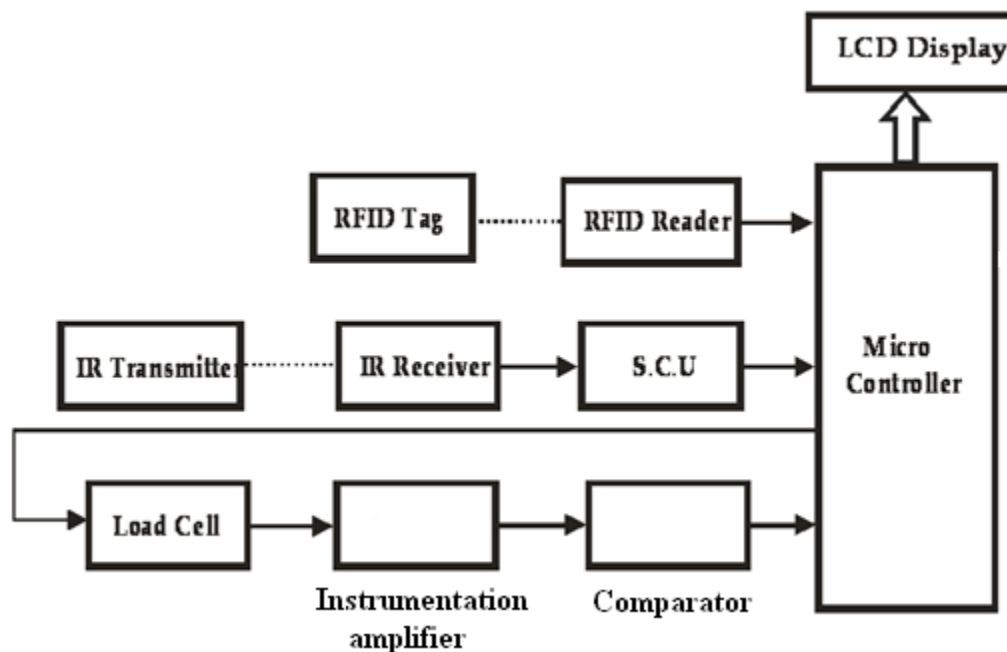 LCD Display
RFID Tag
RFID Reader
IR Transmitter
IR Receiver
S.C.U
Micro
Controller
Load Cell
Instrumentation
amplifier
Comparator